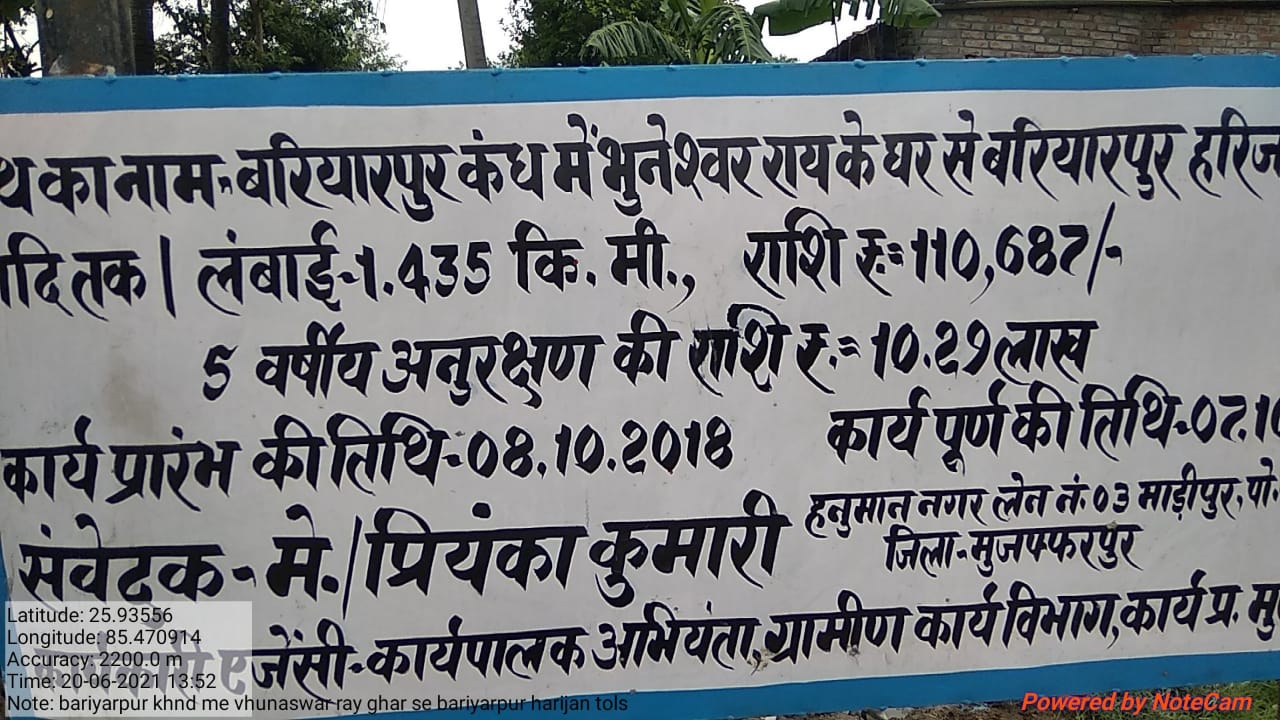 थ का नाम- बरियारपुर कंध में भुनेश्वर राय के घर से बरियारपुर हरिज
दि तक | लंबाई-1.435 कि. मी., राशि रु.=110,687/-
5 वर्षीय अनुरक्षण की राशि रु.= 10.29 लाख
कार्य प्रारंभ की तिथि-08.10.2018 कार्य पूर्ण की तिथि-07.10
हनुमान नगर लेन नं. 03 माड़ीपुर, पो.
संवेदक- मे./प्रियंका कुमारी जिला-मुजफ्फरपुर
एजेंसी-कार्यपालक अभियंता, ग्रामीण कार्य विभाग, कार्य प्र. मु
Latitude: 25.93556
Longitude: 85.470914
Accuracy: 2200.0 m
Time: 20-06-2021 13:52
Note: bariyarpur khnd me vhunaswar ray ghar se bariyarpur harljan tols
Powered by NoteCam